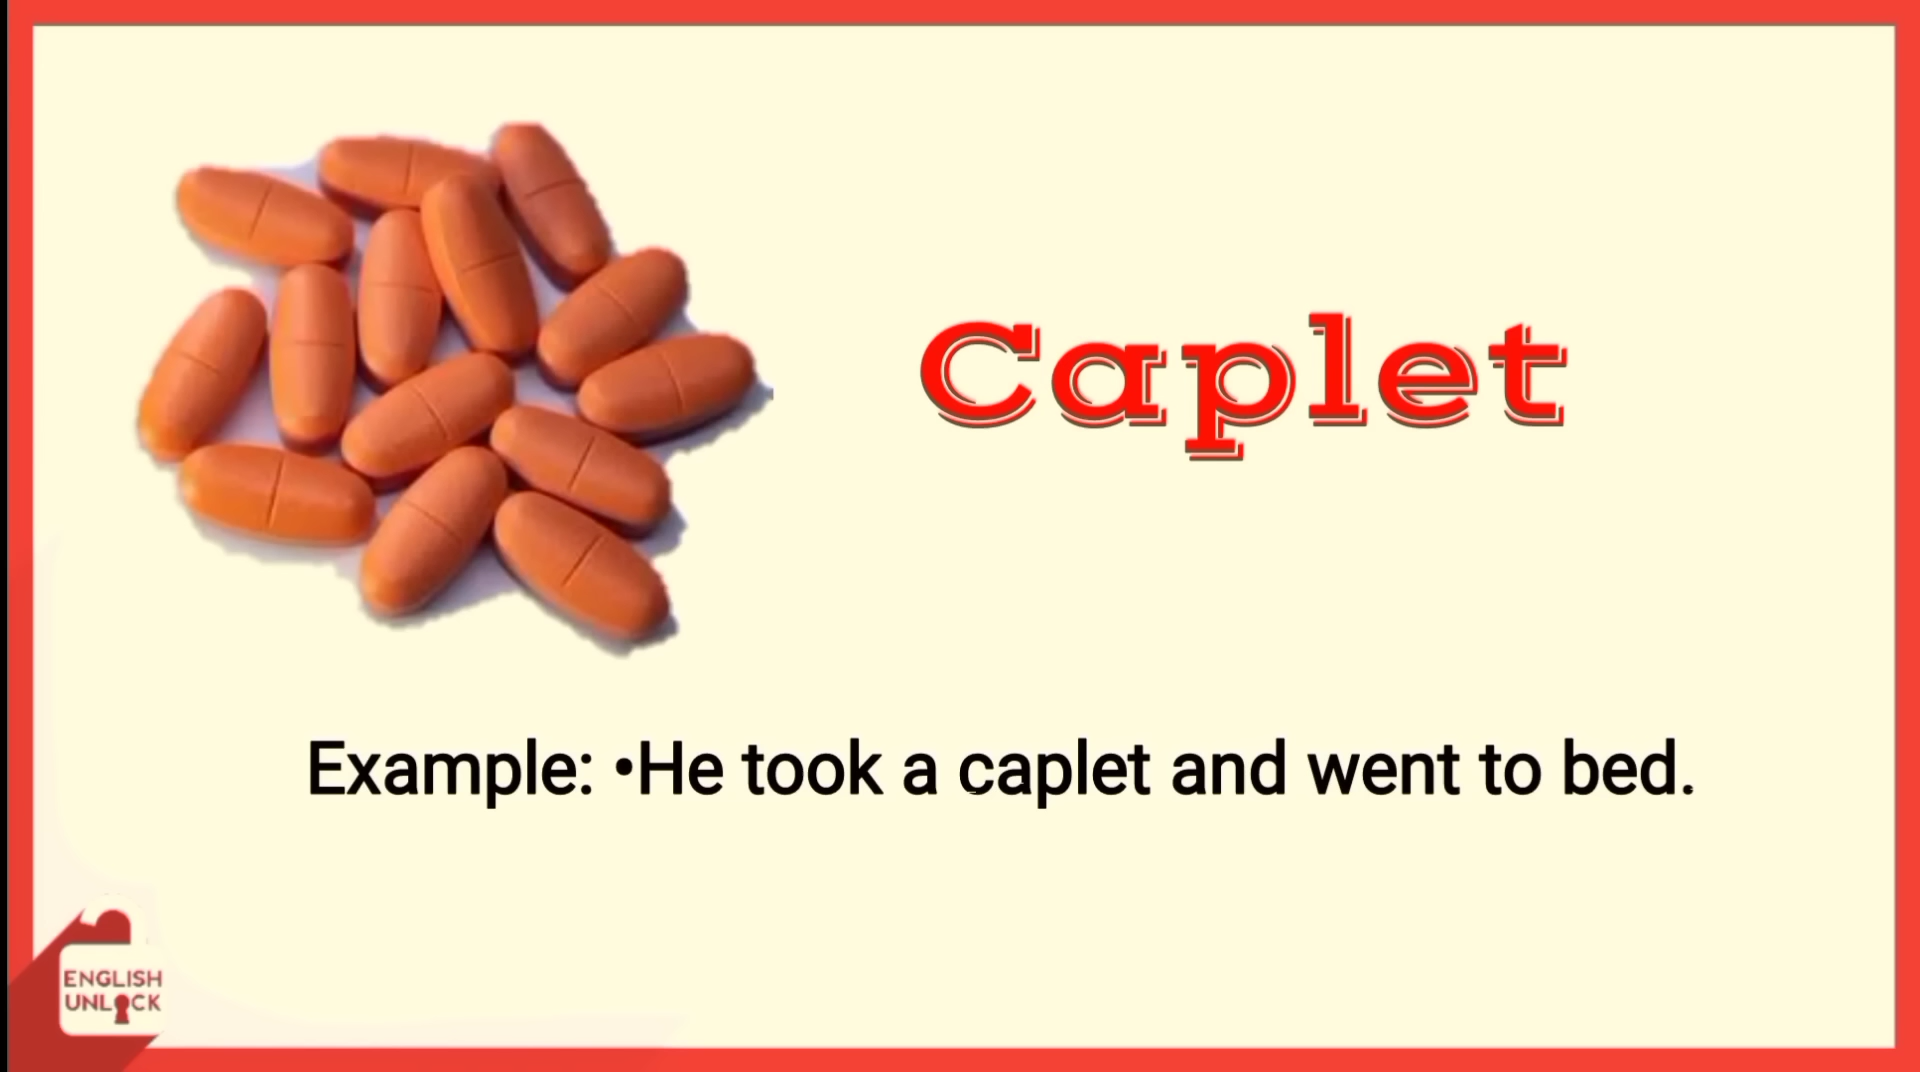 Caplet
Example: •He took a caplet and went to bed.
ENGLISH
UNLOCK